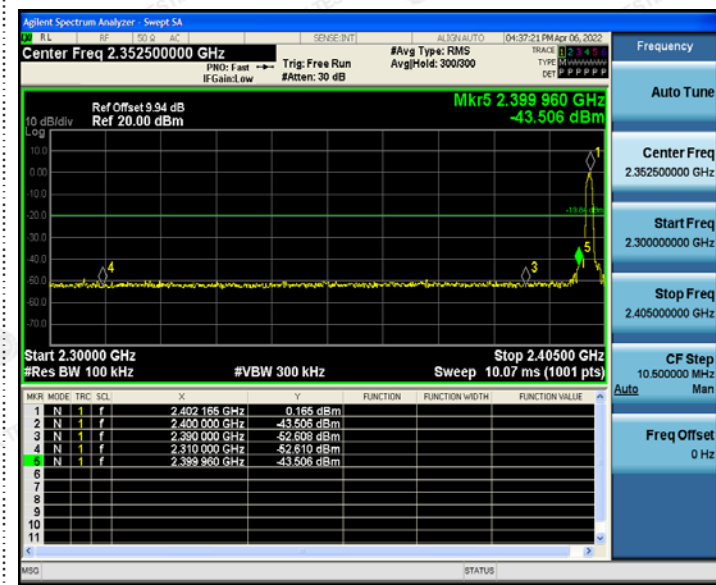 Agilent Spectrum Analyzer - Swept SA
RL RF 50 Ω AC SENSE:INT ALIGN AUTO 04:37:21 PM Apr 06, 2022
Center Freq 2.352500000 GHz
PNO: Fast
IFGain:Low
Trig: Free Run
#Atten: 30 dB
#Avg Type: RMS
Avg|Hold: 300/300
TRACE 1 2 3 4 5 6
TYPE M
DET P P P P P P
Ref Offset 9.94 dB
10 dB/div Ref 20.00 dBm
Log
Mkr5 2.399 960 GHz
-43.506 dBm
10.0
0.00
-10.0
-20.0
-30.0
-40.0
-50.0
-60.0
-70.0
1
5
3
4
Start 2.30000 GHz
Stop 2.40500 GHz
#Res BW 100 kHz #VBW 300 kHz Sweep 10.07 ms (1001 pts)
MKR MODE TRC SCL X Y FUNCTION FUNCTION WIDTH FUNCTION VALUE
1 N 1 f 2.402 165 GHz 0.165 dBm
2 N 1 f 2.400 000 GHz -43.506 dBm
3 N 1 f 2.390 000 GHz -52.608 dBm
4 N 1 f 2.310 000 GHz -52.610 dBm
5 N 1 f 2.399 960 GHz -43.506 dBm
6
7
8
9
10
11
MSG STATUS
Frequency
Auto Tune
Center Freq
2.352500000 GHz
Start Freq
2.300000000 GHz
Stop Freq
2.405000000 GHz
CF Step
10.500000 MHz
Auto Man
Freq Offset
0 Hz